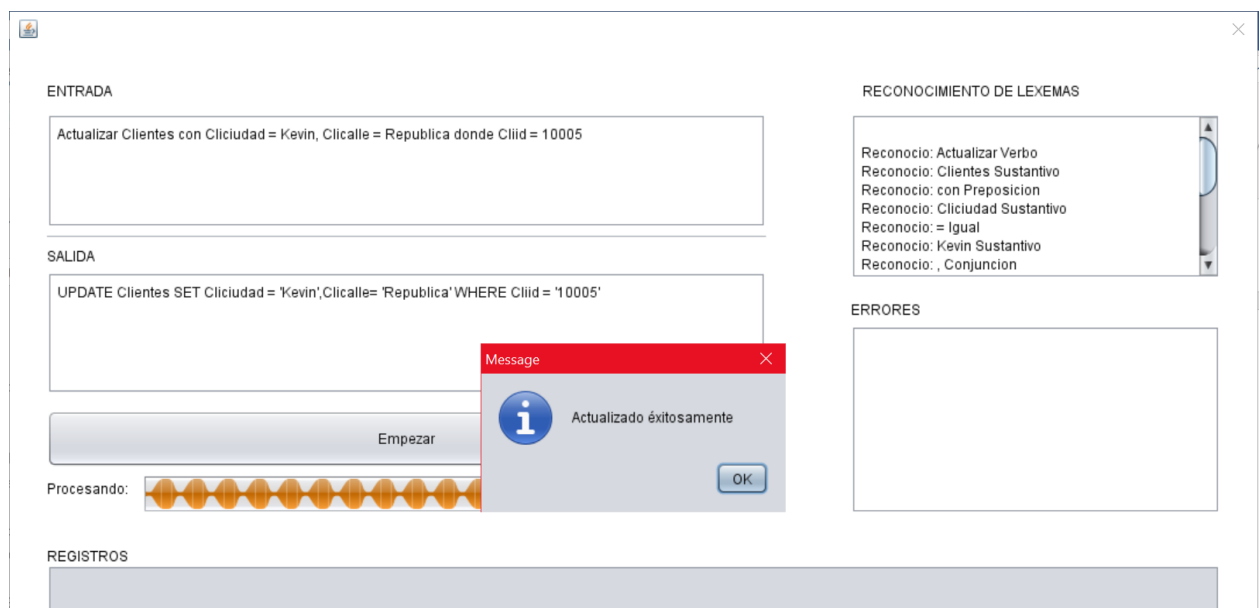 ENTRADA
Actualizar Clientes con Cliciudad = Kevin, Clicalle = Republica donde Cliid = 10005
SALIDA
UPDATE Clientes SET Cliciudad = 'Kevin',Clicalle= 'Republica' WHERE Cliid = '10005'
Message
Actualizado éxitosamente
OK
Empezar
Procesando:
RECONOCIMIENTO DE LEXEMAS
Reconocio: Actualizar Verbo
Reconocio: Clientes Sustantivo
Reconocio: con Preposicion
Reconocio: Cliciudad Sustantivo
Reconocio: = Igual
Reconocio: Kevin Sustantivo
Reconocio: , Conjuncion
ERRORES
REGISTROS